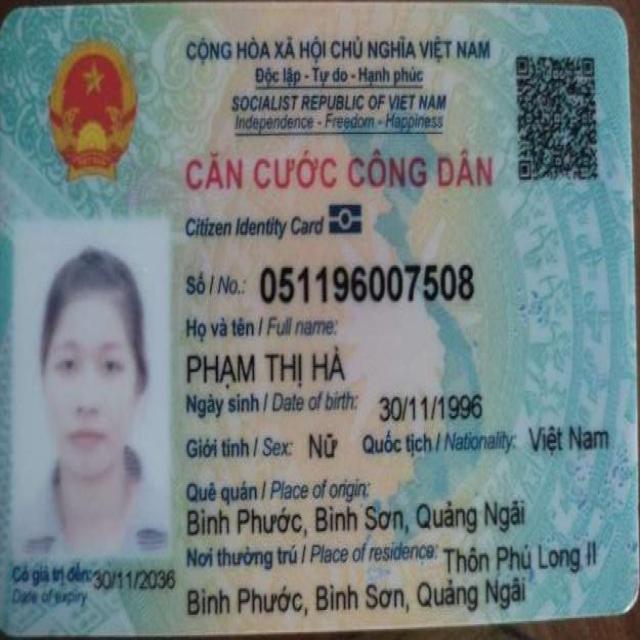 CỘNG HÒA XÃ HỘI CHỦ NGHĨA VIỆT NAM
Độc lập - Tự do - Hạnh phúc
SOCIALIST REPUBLIC OF VIET NAM
Independence - Freedom - Happiness
CĂN CƯỚC CÔNG DÂN
Citizen Identity Card
Số / No.: 051196007508
Họ và tên / Full name:
PHẠM THỊ HÀ
Ngày sinh / Date of birth: 30/11/1996
Giới tính / Sex: Nữ Quốc tịch / Nationality: Việt Nam
Quê quán / Place of origin:
Bình Phước, Bình Sơn, Quảng Ngãi
Nơi thường trú / Place of residence: Thôn Phú Long II
Bình Phước, Bình Sơn, Quảng Ngãi
Có giá trị đến: 30/11/2036
Date of expiry